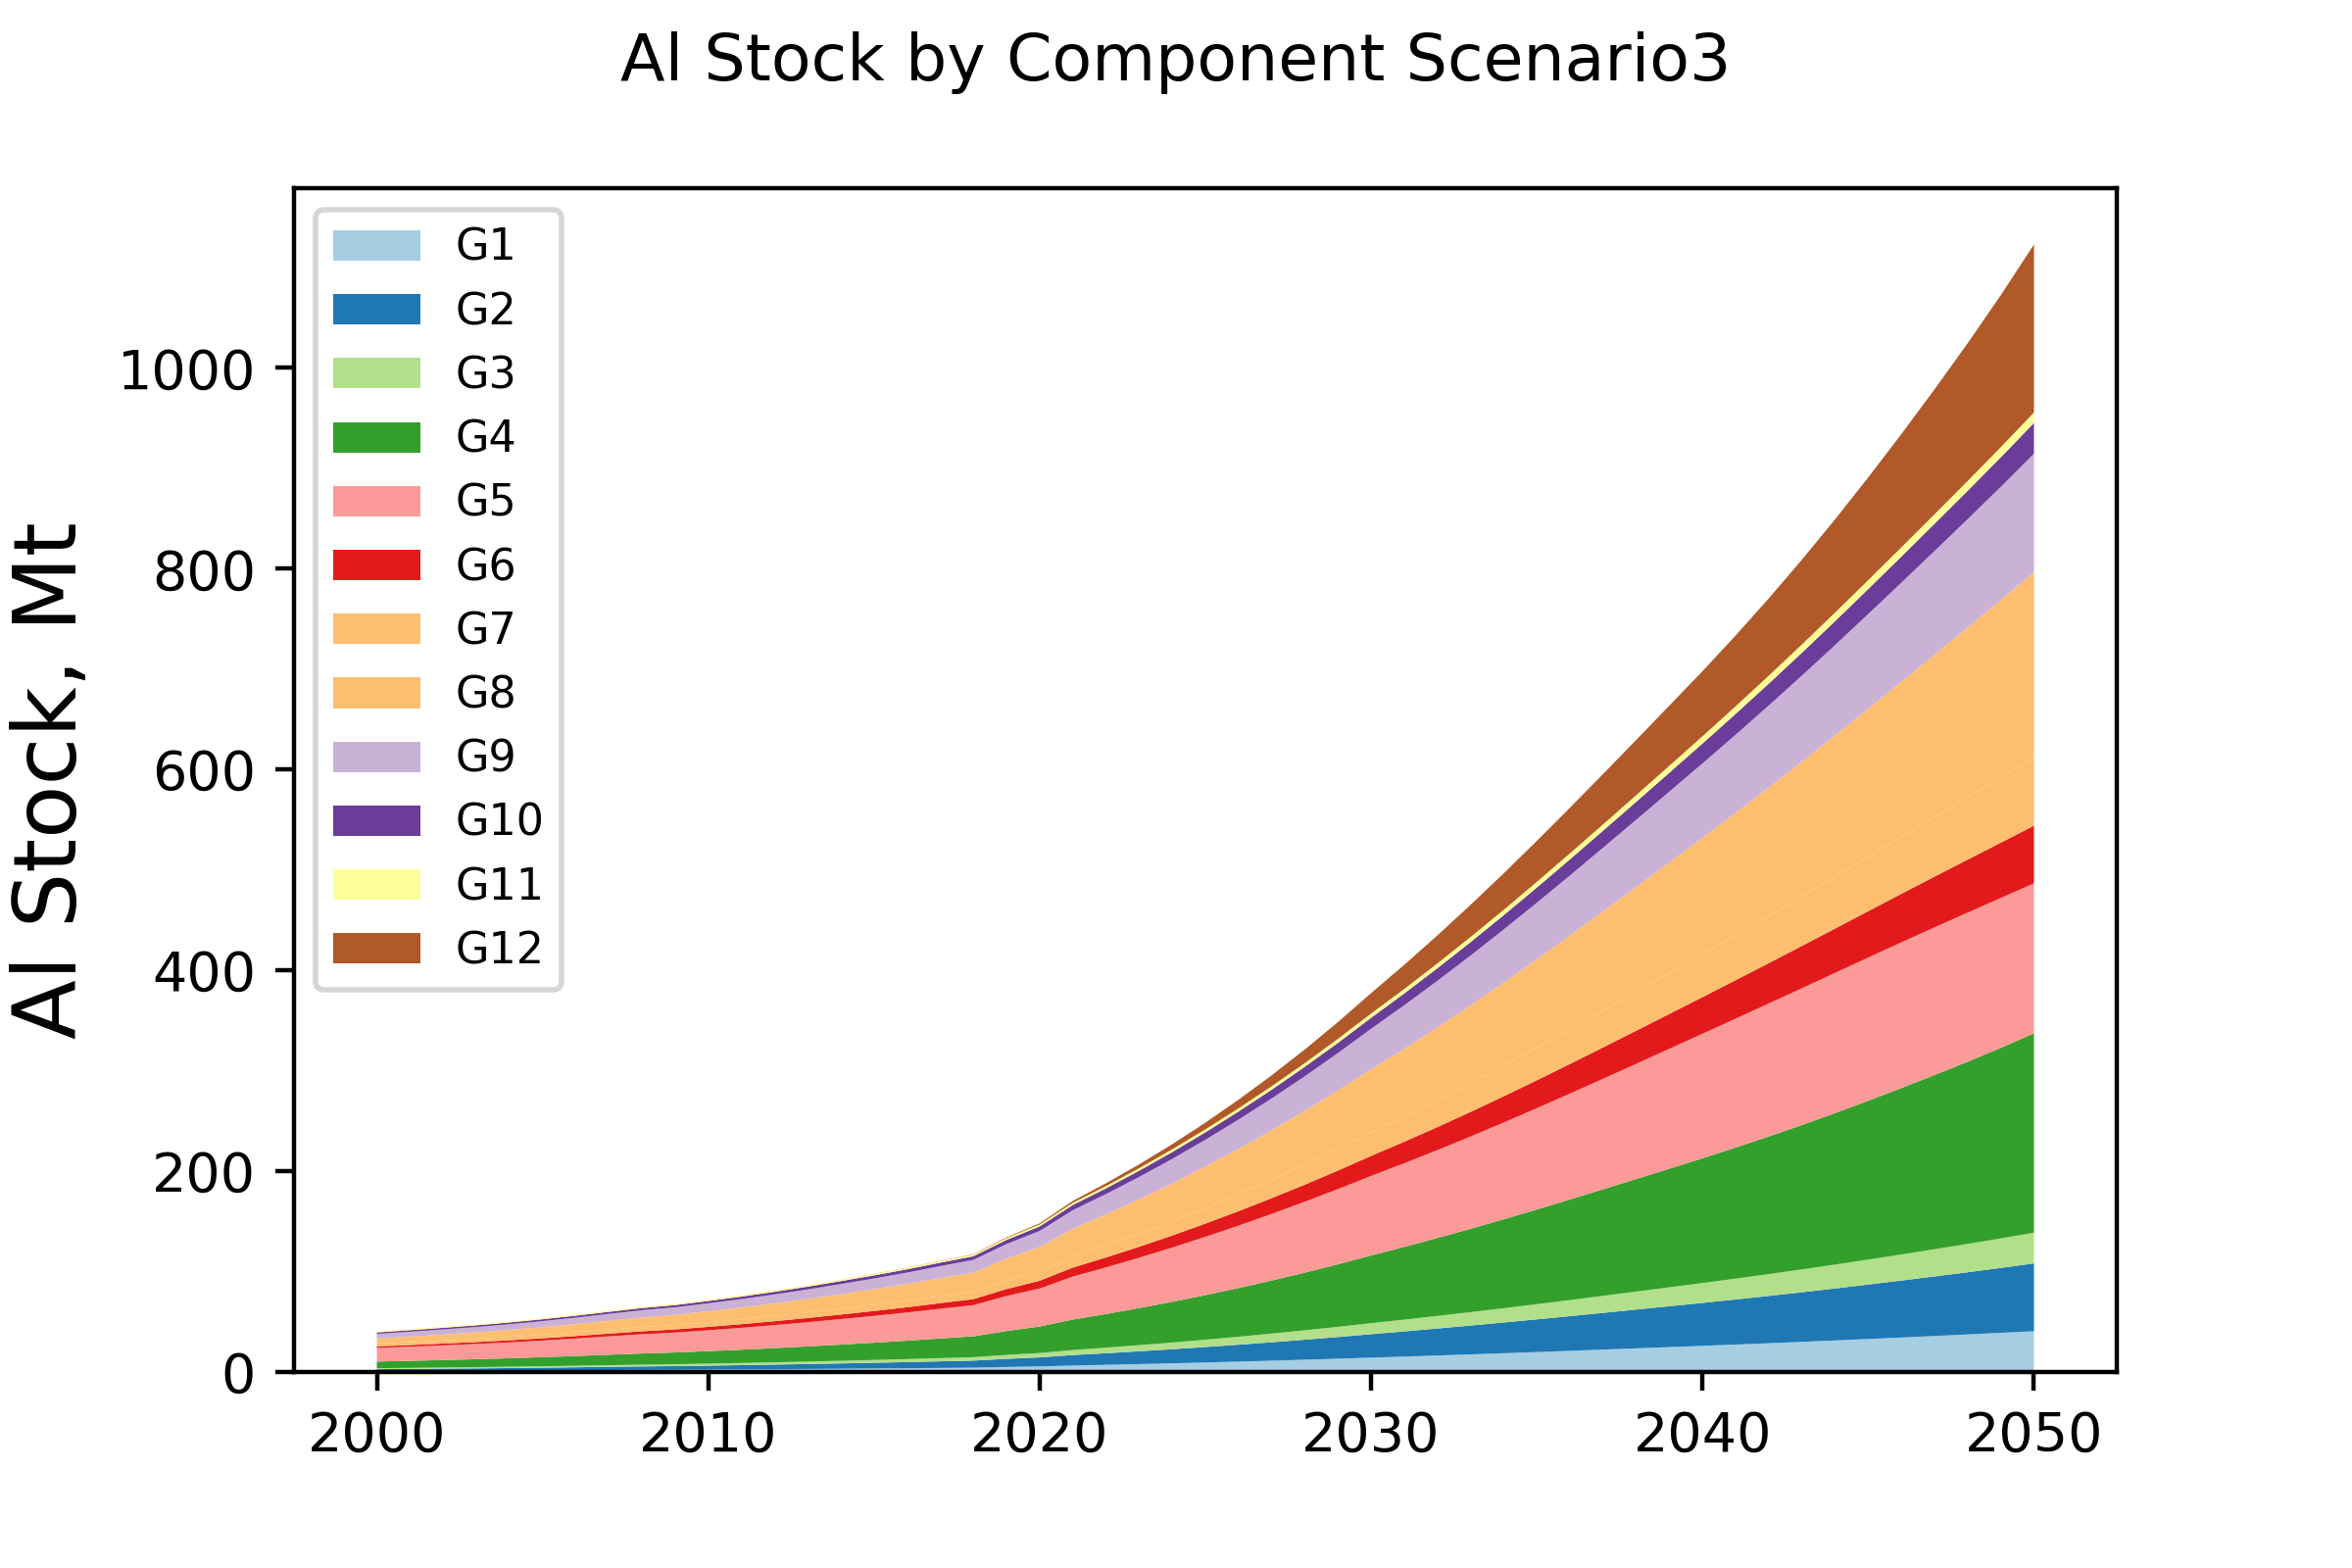 Al Stock by Component Scenario3
Al Stock, Mt
1000
800
600
400
200
0
G1
G2
G3
G4
G5
G6
G7
G8
G9
G10
G11
G12
2000 2010 2020 2030 2040 2050